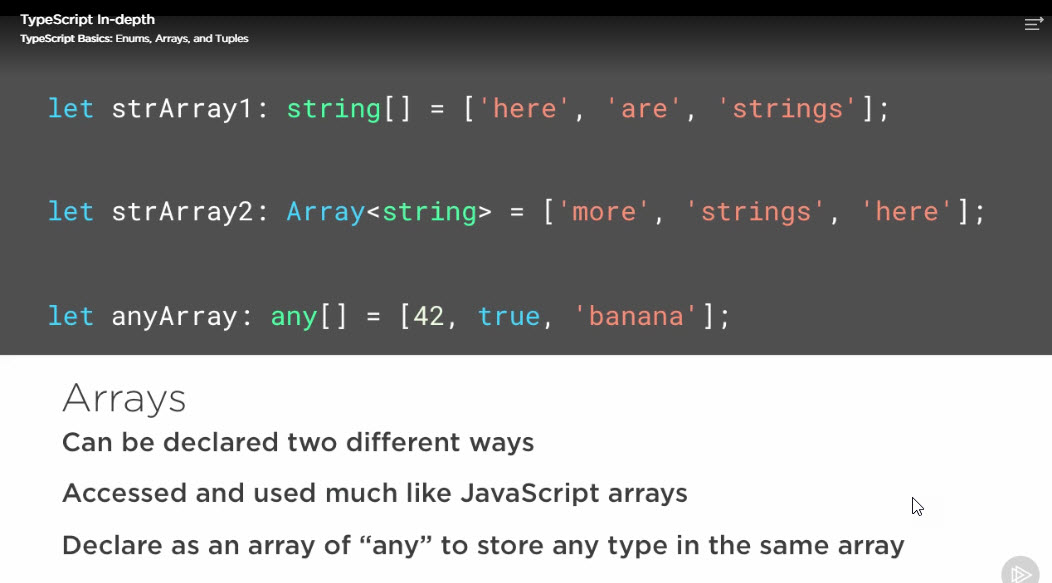 TypeScript In-depth
TypeScript Basics: Enums, Arrays, and Tuples
let strArray1: string[] = ['here', 'are', 'strings'];
let strArray2: Array<string> = ['more', 'strings', 'here'];
let anyArray: any[] = [42, true, 'banana'];
Arrays
Can be declared two different ways
Accessed and used much like JavaScript arrays
Declare as an array of “any” to store any type in the same array